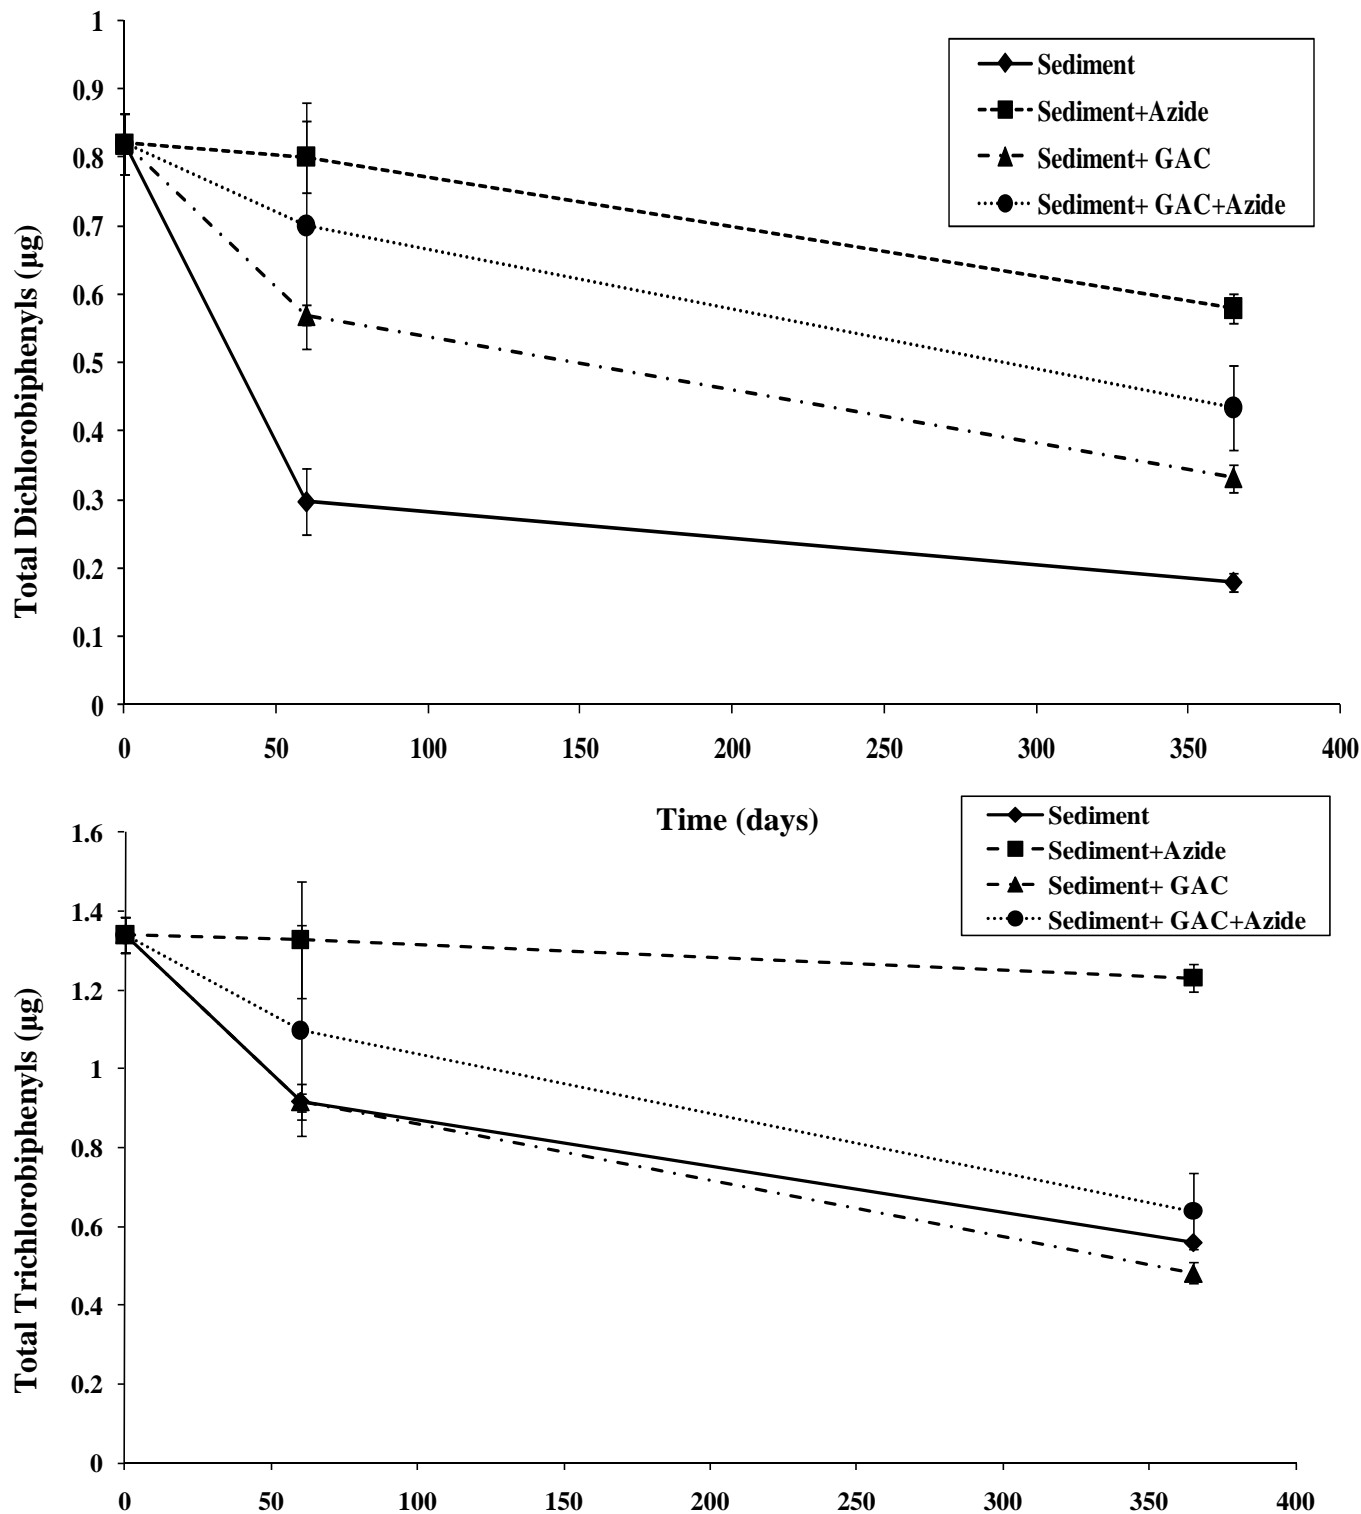 1
0.9
0.8
0.7
0.6
0.5
0.4
0.3
0.2
0.1
0
Total Dichlorobiphenyls (µg)
Sediment
Sediment+Azide
Sediment+ GAC
Sediment+ GAC+Azide
0 50 100 150 200 250 300 350 400
Time (days)
1.6
1.4
1.2
1
0.8
0.6
0.4
0.2
0
Total Trichlorobiphenyls (µg)
Sediment
Sediment+Azide
Sediment+ GAC
Sediment+ GAC+Azide
0 50 100 150 200 250 300 350 400